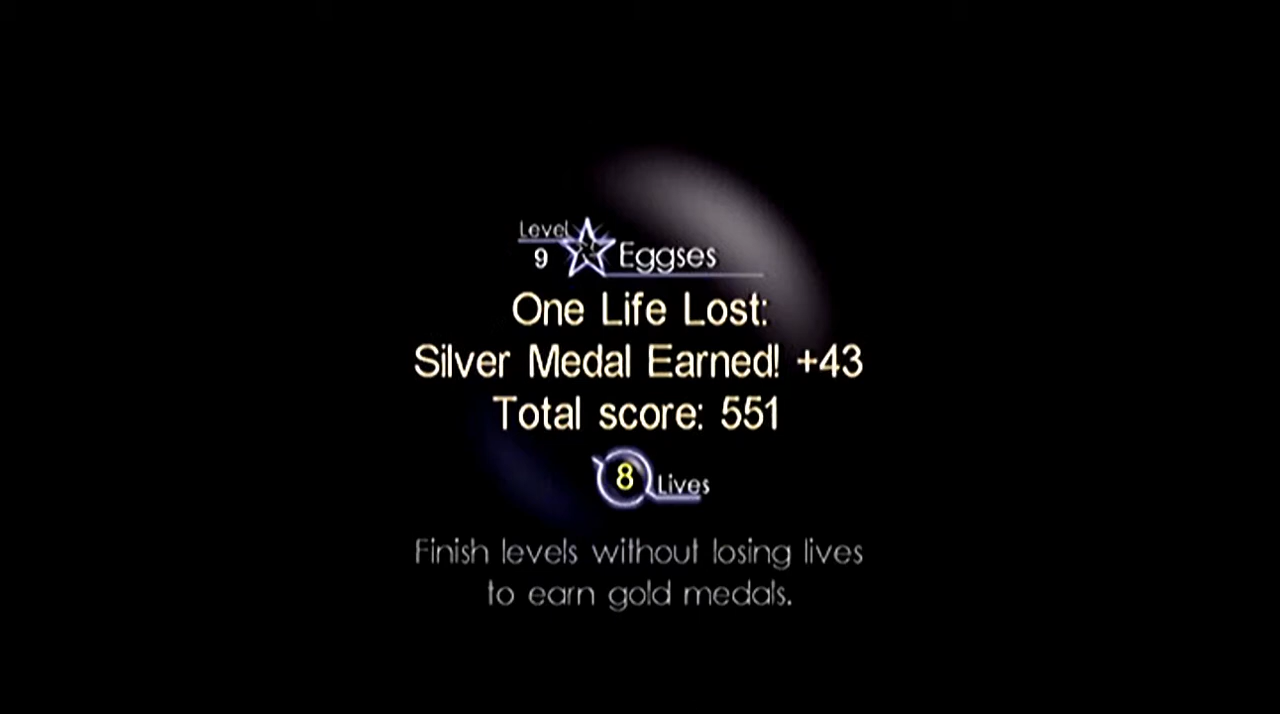 Level
9 Eggses
One Life Lost:
Silver Medal Earned! +43
Total score: 551
8 Lives
Finish levels without losing lives
to earn gold medals.